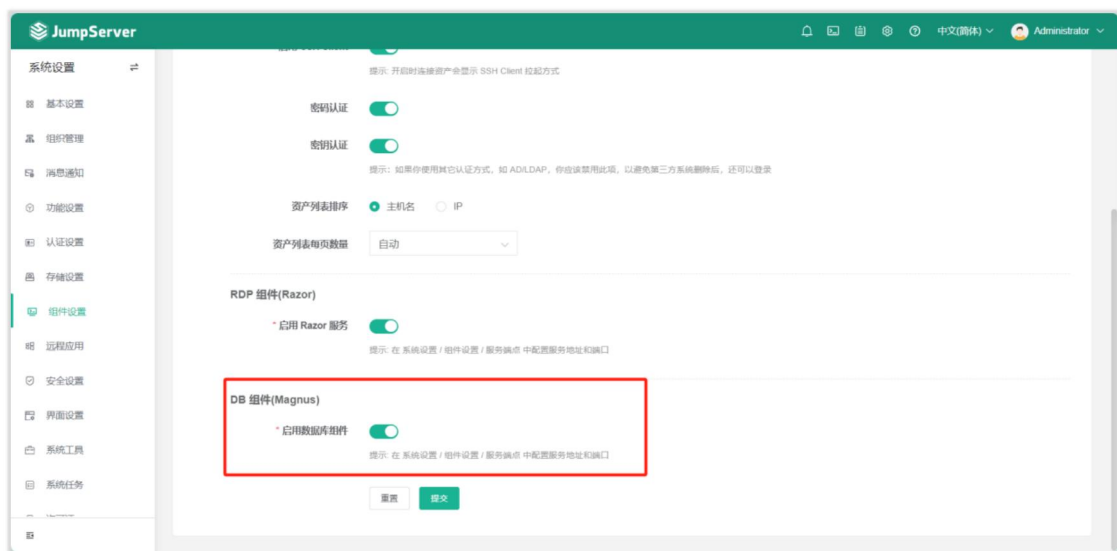 JumpServer
中文(简体)
Administrator
系统设置
基本设置
组织管理
消息通知
功能设置
认证设置
存储设置
组件设置
远程应用
安全设置
界面设置
系统工具
系统任务
提示: 开启时连接资产会显示 SSH Client 拉起方式
密码认证
密钥认证
提示：如果你使用其它认证方式，如 AD/LDAP，你应该禁用此项，以避免第三方系统删除后，还可以登录
资产列表排序
主机名
IP
资产列表每页数量
自动
RDP 组件(Razor)
* 启用 Razor 服务
提示: 在 系统设置 / 组件设置 / 服务端点 中配置服务地址和端口
DB 组件(Magnus)
* 启用数据库组件
提示: 在 系统设置 / 组件设置 / 服务端点 中配置服务地址和端口
重置
提交